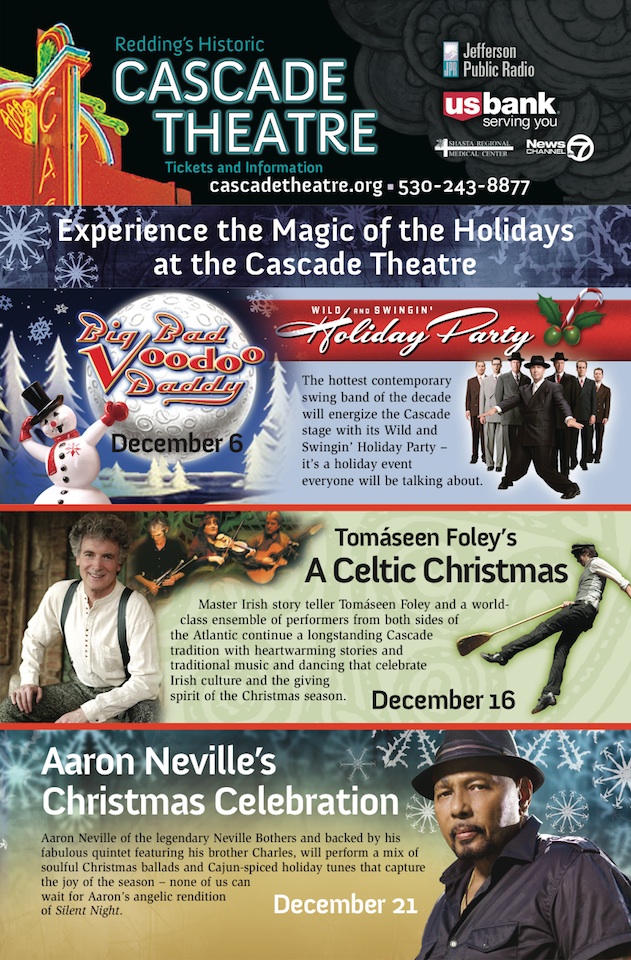 Redding's Historic
CASCADE
THEATRE
Tickets and Information
cascadetheatre.org ▪ 530-243-8877
JPR
Jefferson
Public Radio
usbank
serving you
SHASTA REGIONAL
MEDICAL CENTER
News
CHANNEL 7
Experience the Magic of the Holidays
at the Cascade Theatre
Big Bad
Voodoo
Daddy
December 6
WILD AND SWINGIN'
Holiday Party
The hottest contemporary
swing band of the decade
will energize the Cascade
stage with its Wild and
Swingin' Holiday Party –
it's a holiday event
everyone will be talking about.
Tomáseen Foley's
A Celtic Christmas
Master Irish story teller Tomáseen Foley and a world-
class ensemble of performers from both sides of
the Atlantic continue a longstanding Cascade
tradition with heartwarming stories and
traditional music and dancing that celebrate
Irish culture and the giving
spirit of the Christmas season.
December 16
Aaron Neville's
Christmas Celebration
Aaron Neville of the legendary Neville Bothers and backed by his
fabulous quintet featuring his brother Charles, will perform a mix of
soulful Christmas ballads and Cajun-spiced holiday tunes that capture
the joy of the season – none of us can
wait for Aaron's angelic rendition
of Silent Night.
December 21